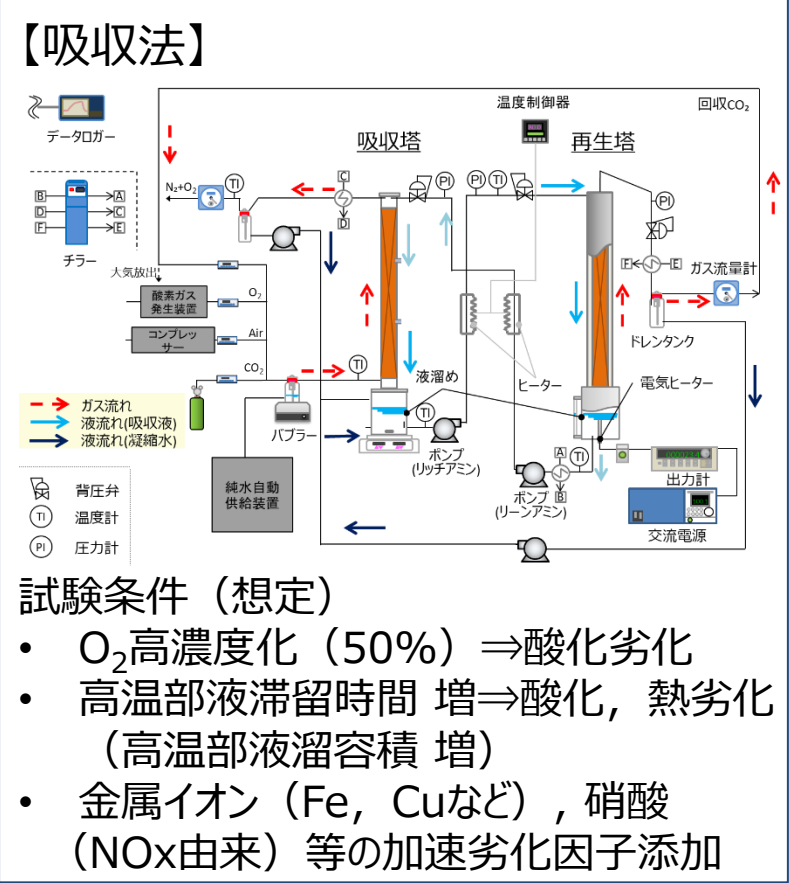 【吸収法】
温度制御器
回収CO₂
データロガー
吸収塔
再生塔
N₂+O₂
TI
C
PI
PI
TI
PI
B
A
D
C
F
E
D
チラー
F
E
ガス流量計
大気放出
酸素ガス
発生装置
O₂
コンプレッ
サー
Air
ドレンタンク
CO₂
TI
液溜め
ヒーター
電気ヒーター
ガス流れ
液流れ(吸収液)
液流れ(凝縮水)
バブラー
TI
ポンプ
(リッチアミン)
A
TI
B
ポンプ
(リーンアミン)
出力計
交流電源
背圧弁
TI
温度計
PI
圧力計
純水自動
供給装置
試験条件（想定）
• O₂高濃度化（50%）⇒酸化劣化
• 高温部液滞留時間 増⇒酸化，熱劣化
（高温部液溜容積 増）
• 金属イオン（Fe，Cuなど）, 硝酸
（NOx由来）等の加速劣化因子添加